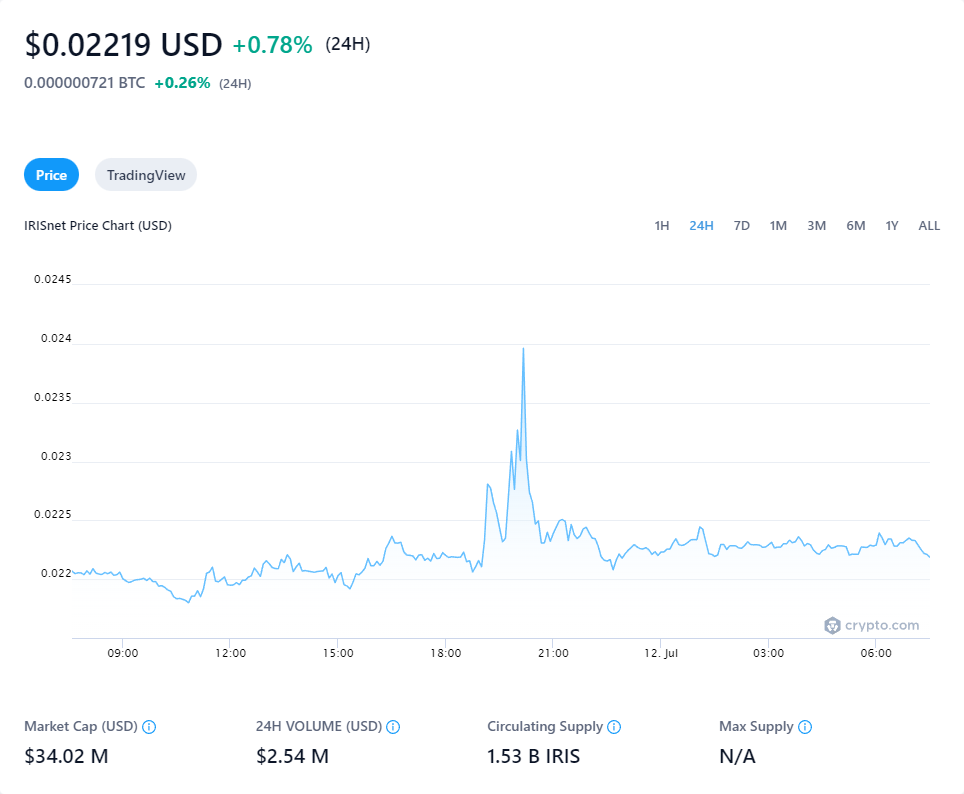 $0.02219 USD +0.78% (24H)
0.000000721 BTC +0.26% (24H)
Price TradingView
IRISnet Price Chart (USD) 1H 24H 7D 1M 3M 6M 1Y ALL
0.0245
0.024
0.0235
0.023
0.0225
0.022
crypto.com
09:00 12:00 15:00 18:00 21:00 12. Jul 03:00 06:00
Market Cap (USD) 24H VOLUME (USD) Circulating Supply Max Supply
$34.02 M $2.54 M 1.53 B IRIS N/A